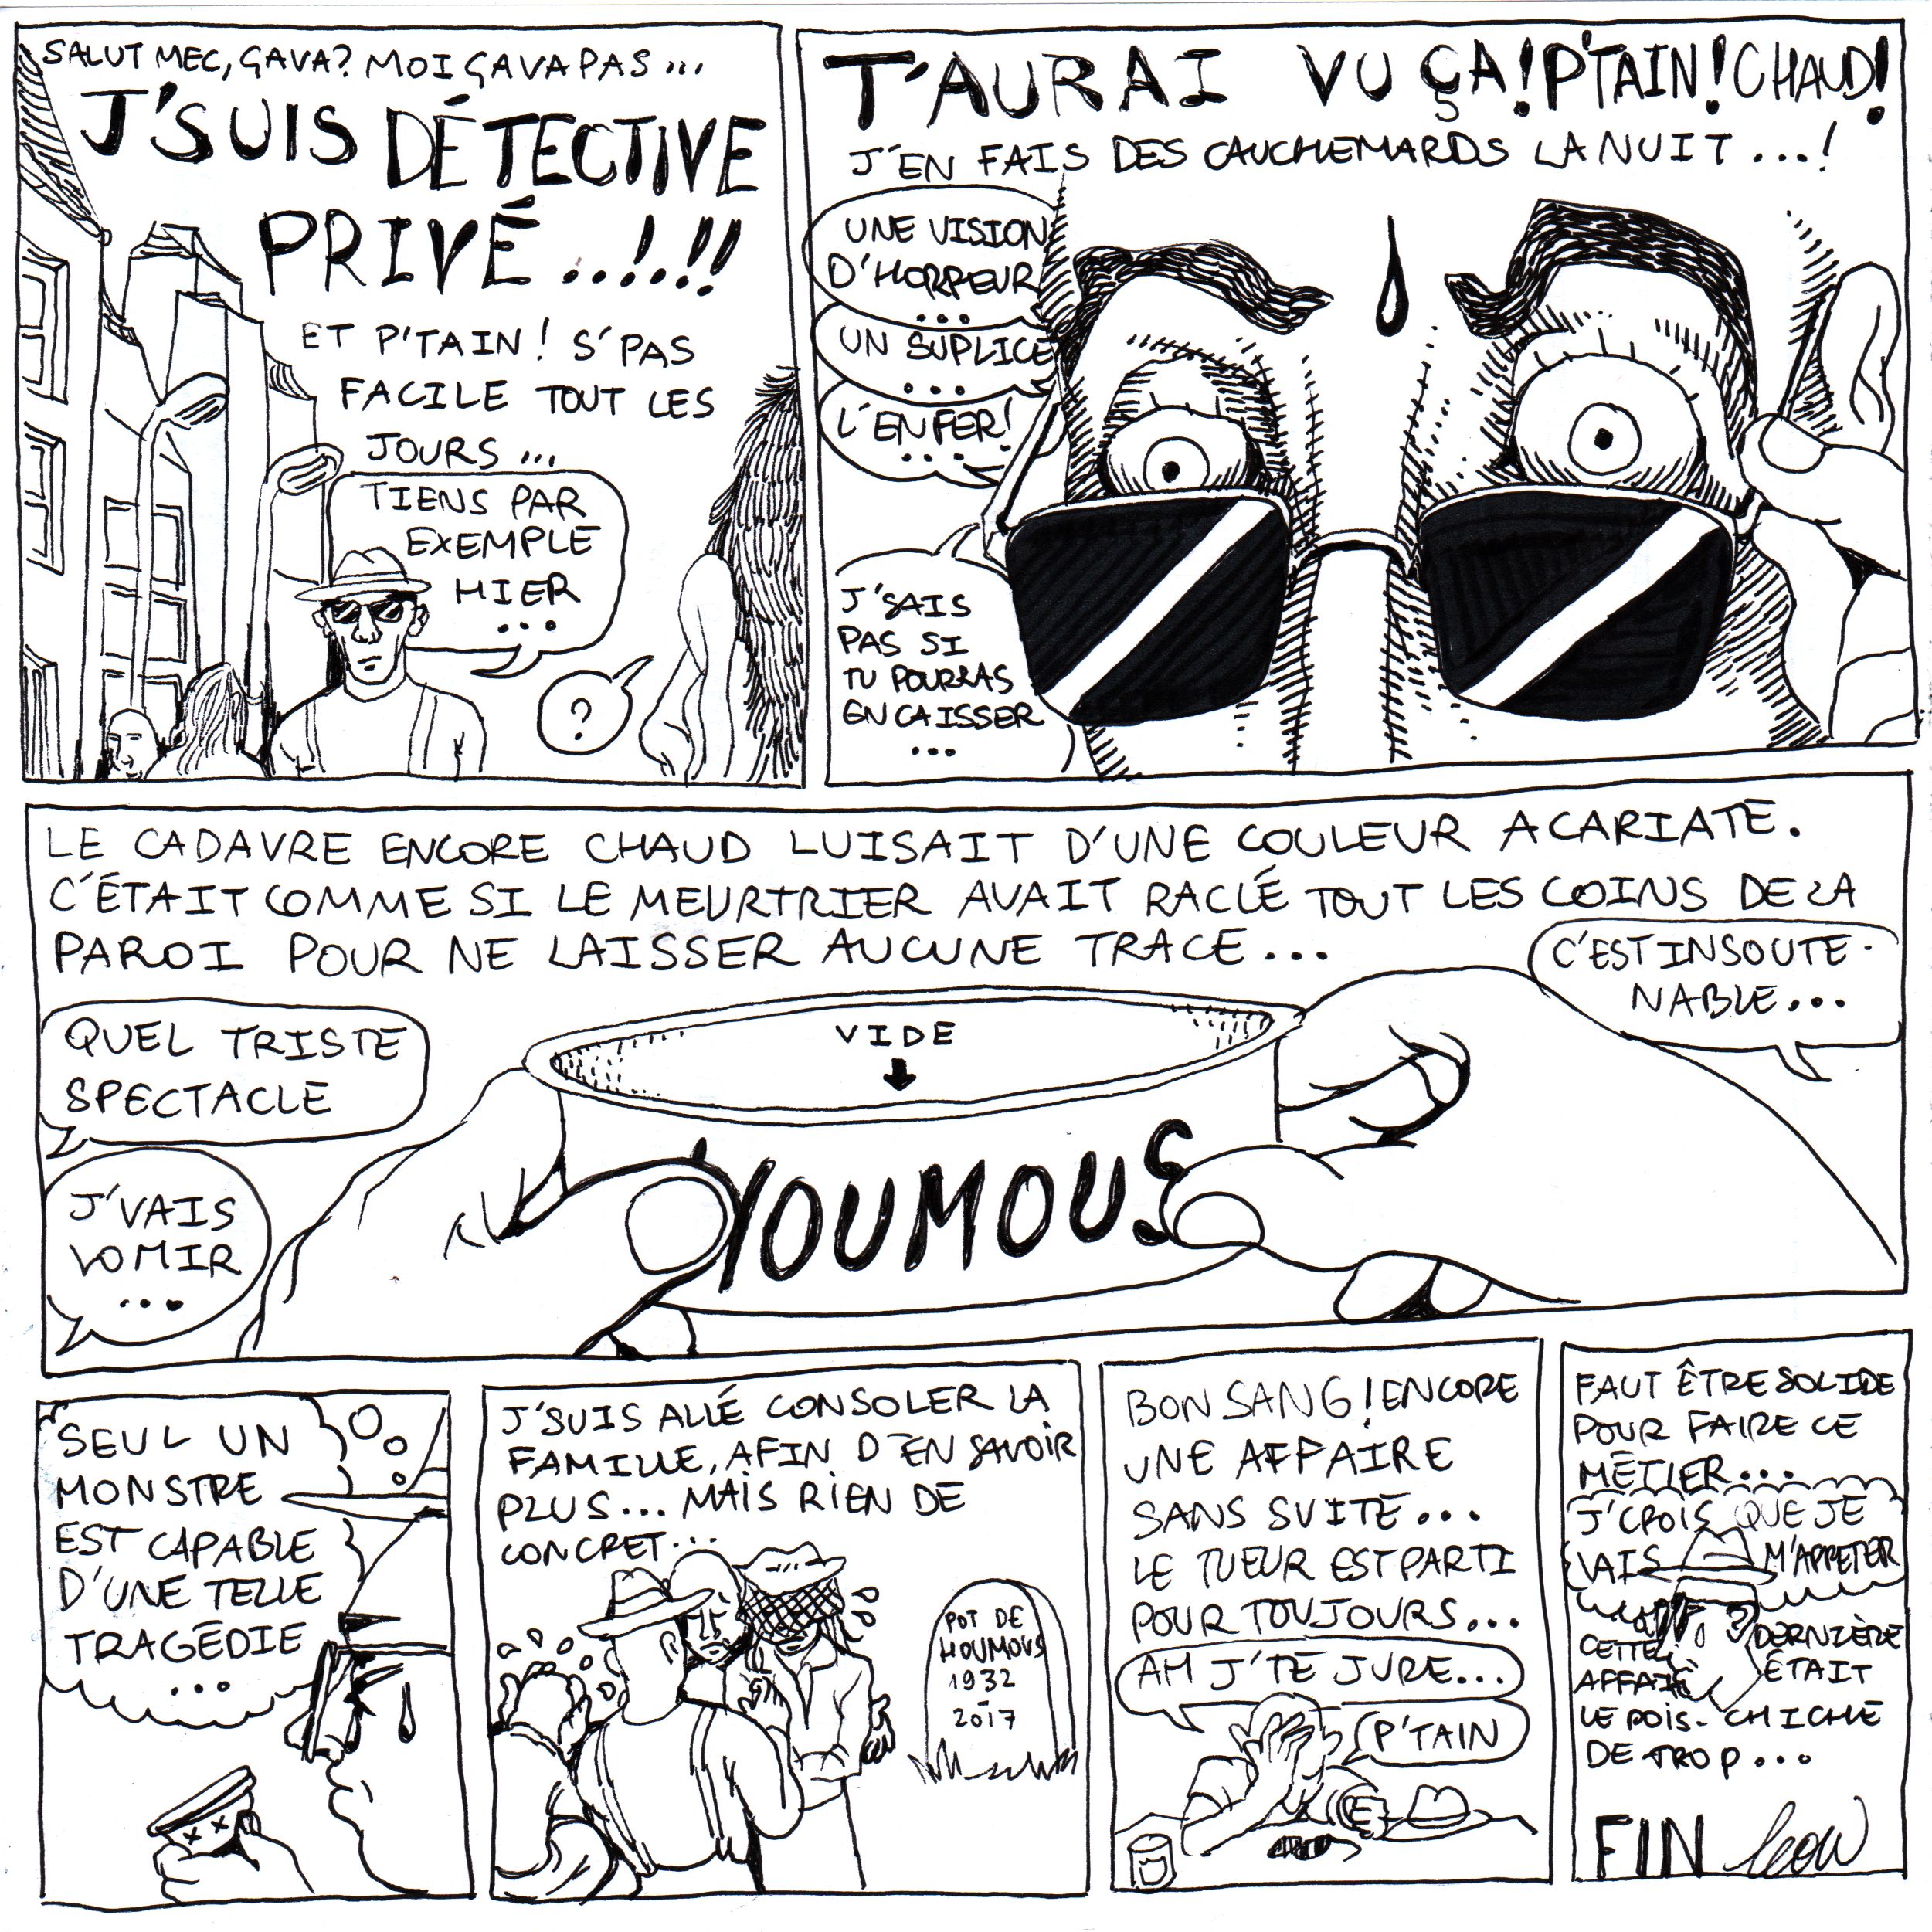 SALUT MEC, ÇAVA? MOI ÇAVAPAS...
J'SUIS DÉTECTIVE
PRIVÉ..!..!!
ET P'TAIN! S'PAS
FACILE TOUT LES
JOURS...
TIENS PAR
EXEMPLE
HIER
...
?
T'AURAI VU ÇA! P'TAIN! CHAUD!
J'EN FAIS DES CAUCHEMARDS LA NUIT...!
UNE VISION
D'HORREUR
...
UN SUPLICE
...
L'ENFER!
...
J'SAIS
PAS SI
TU POURRAS
ENCAISSER
...
LE CADAVRE ENCORE CHAUD LUISAIT D'UNE COULEUR ACARIATE.
C'ÉTAIT COMME SI LE MEURTRIER AVAIT RACLÉ TOUT LES COINS DE LA
PAROI POUR NE LAISSER AUCUNE TRACE...
C'EST INSOUTE-
NABLE...
QUEL TRISTE
SPECTACLE
VIDE
J'VAIS
VOMIR
...
HOUMOUS
SEUL UN
MONSTRE
EST CAPABLE
D'UNE TELLE
TRAGÉDIE
...
J'SUIS ALLÉ CONSOLER LA
FAMILLE, AFIN D'EN SAVOIR
PLUS... MAIS RIEN DE
CONCRET...
POT DE
HOUMOUS
1932
-
2017
BON SANG! ENCORE
UNE AFFAIRE
SANS SUITE...
LE TUEUR EST PARTI
POUR TOUJOURS...
AH J'TE JURE...
P'TAIN
FAUT ÊTRE SOLIDE
POUR FAIRE CE
MÉTIER...
J'CROIS QUE JE
VAIS M'ARRETER
CETTE DERNIÈRE
AFFAIRE ÉTAIT
LE POIS-CHICHE
DE TROP...
FIN